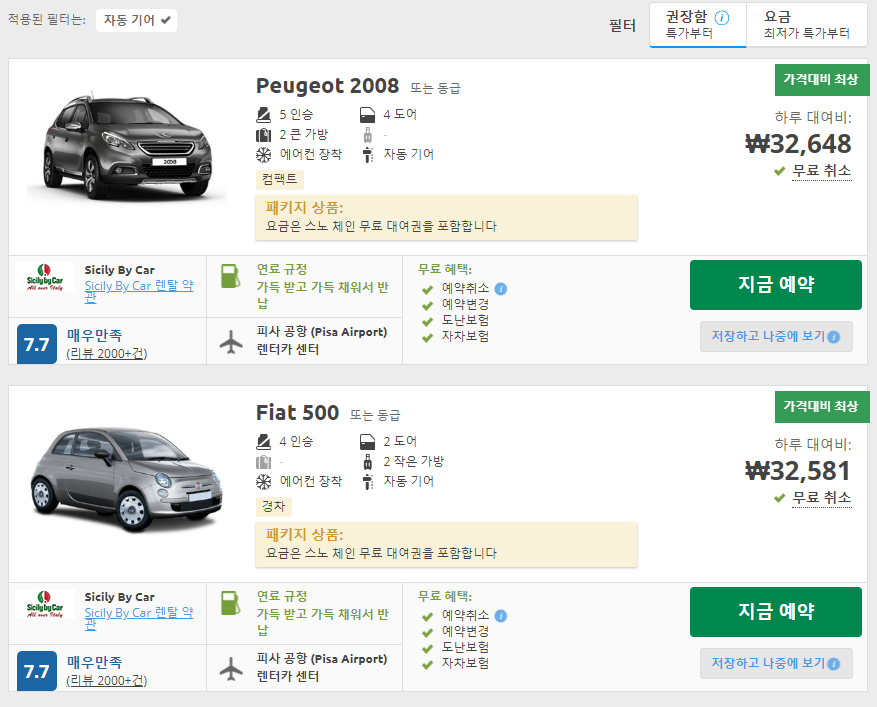 적용된 필터는:
자동 기어
필터
권장함
특가부터
요금
최저가 특가부터
Peugeot 2008 또는 동급
5 인승
4 도어
2 큰 가방
-
에어컨 장착
자동 기어
컴팩트
패키지 상품:
요금은 스노 체인 무료 대여권을 포함합니다
2008
가격대비 최상
하루 대여비:
₩32,648
무료 취소
Sicily by Car
All over Italy
Sicily By Car
Sicily By Car 렌탈 약
관
7.7
매우만족
(리뷰 2000+건)
연료 규정
가득 받고 가득 채워서 반
납
피사 공항 (Pisa Airport)
렌터카 센터
무료 혜택:
예약취소
예약변경
도난보험
자차보험
지금 예약
저장하고 나중에 보기
Fiat 500 또는 동급
4 인승
2 도어
-
2 작은 가방
에어컨 장착
자동 기어
경차
패키지 상품:
요금은 스노 체인 무료 대여권을 포함합니다
가격대비 최상
하루 대여비:
₩32,581
무료 취소
Sicily by Car
All over Italy
Sicily By Car
Sicily By Car 렌탈 약
관
7.7
매우만족
(리뷰 2000+건)
연료 규정
가득 받고 가득 채워서 반
납
피사 공항 (Pisa Airport)
렌터카 센터
무료 혜택:
예약취소
예약변경
도난보험
자차보험
지금 예약
저장하고 나중에 보기